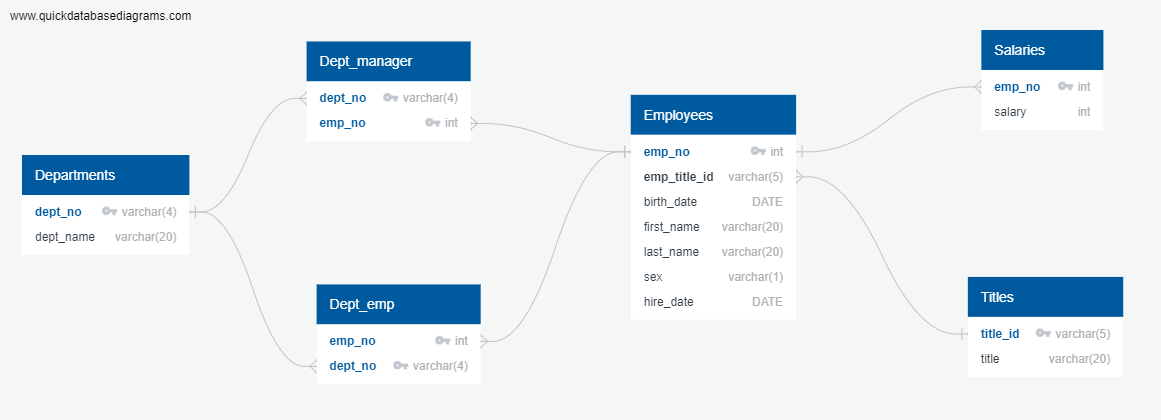 www.quickdatabasediagrams.com
Dept_manager
dept_no varchar(4)
emp_no int
Departments
dept_no varchar(4)
dept_name varchar(20)
Dept_emp
emp_no int
dept_no varchar(4)
Employees
emp_no int
emp_title_id varchar(5)
birth_date DATE
first_name varchar(20)
last_name varchar(20)
sex varchar(1)
hire_date DATE
Salaries
emp_no int
salary int
Titles
title_id varchar(5)
title varchar(20)